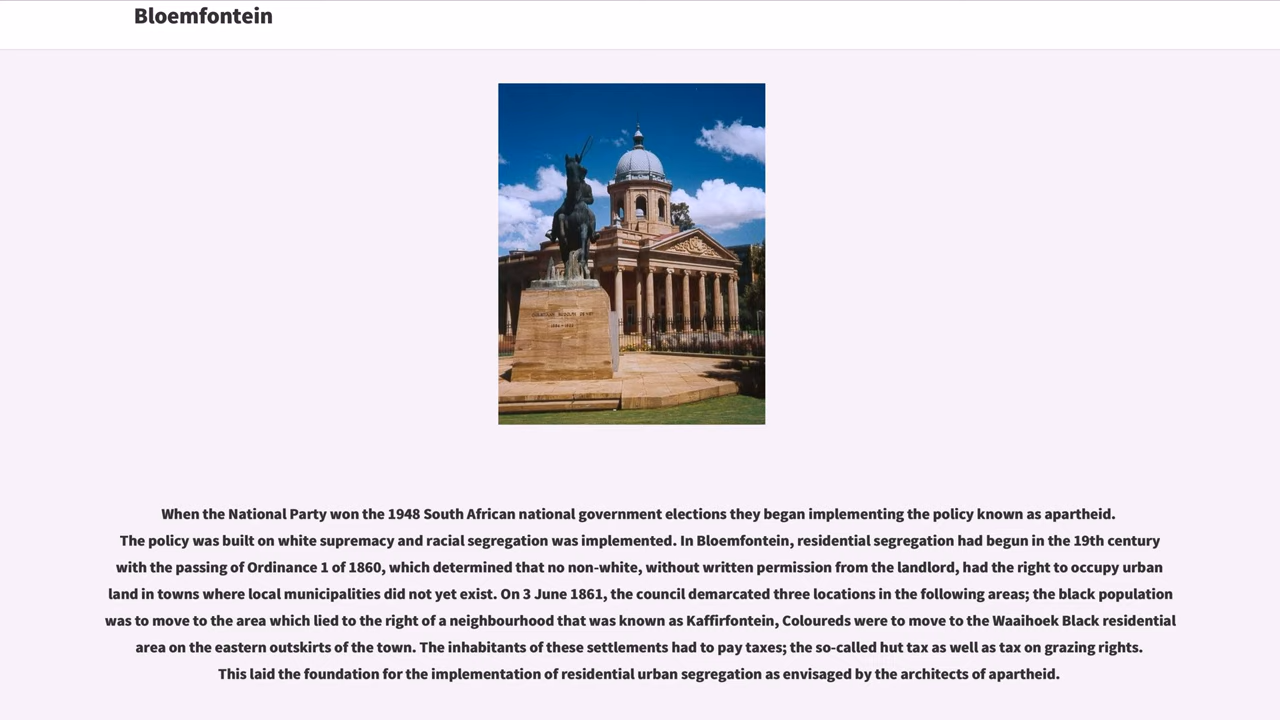 Bloemfontein
When the National Party won the 1948 South African national government elections they began implementing the policy known as apartheid.
The policy was built on white supremacy and racial segregation was implemented. In Bloemfontein, residential segregation had begun in the 19th century
with the passing of Ordinance 1 of 1860, which determined that no non-white, without written permission from the landlord, had the right to occupy urban
land in towns where local municipalities did not yet exist. On 3 June 1861, the council demarcated three locations in the following areas; the black population
was to move to the area which lied to the right of a neighbourhood that was known as Kaffirfontein, Coloureds were to move to the Waaihoek Black residential
area on the eastern outskirts of the town. The inhabitants of these settlements had to pay taxes; the so-called hut tax as well as tax on grazing rights.
This laid the foundation for the implementation of residential urban segregation as envisaged by the architects of apartheid.